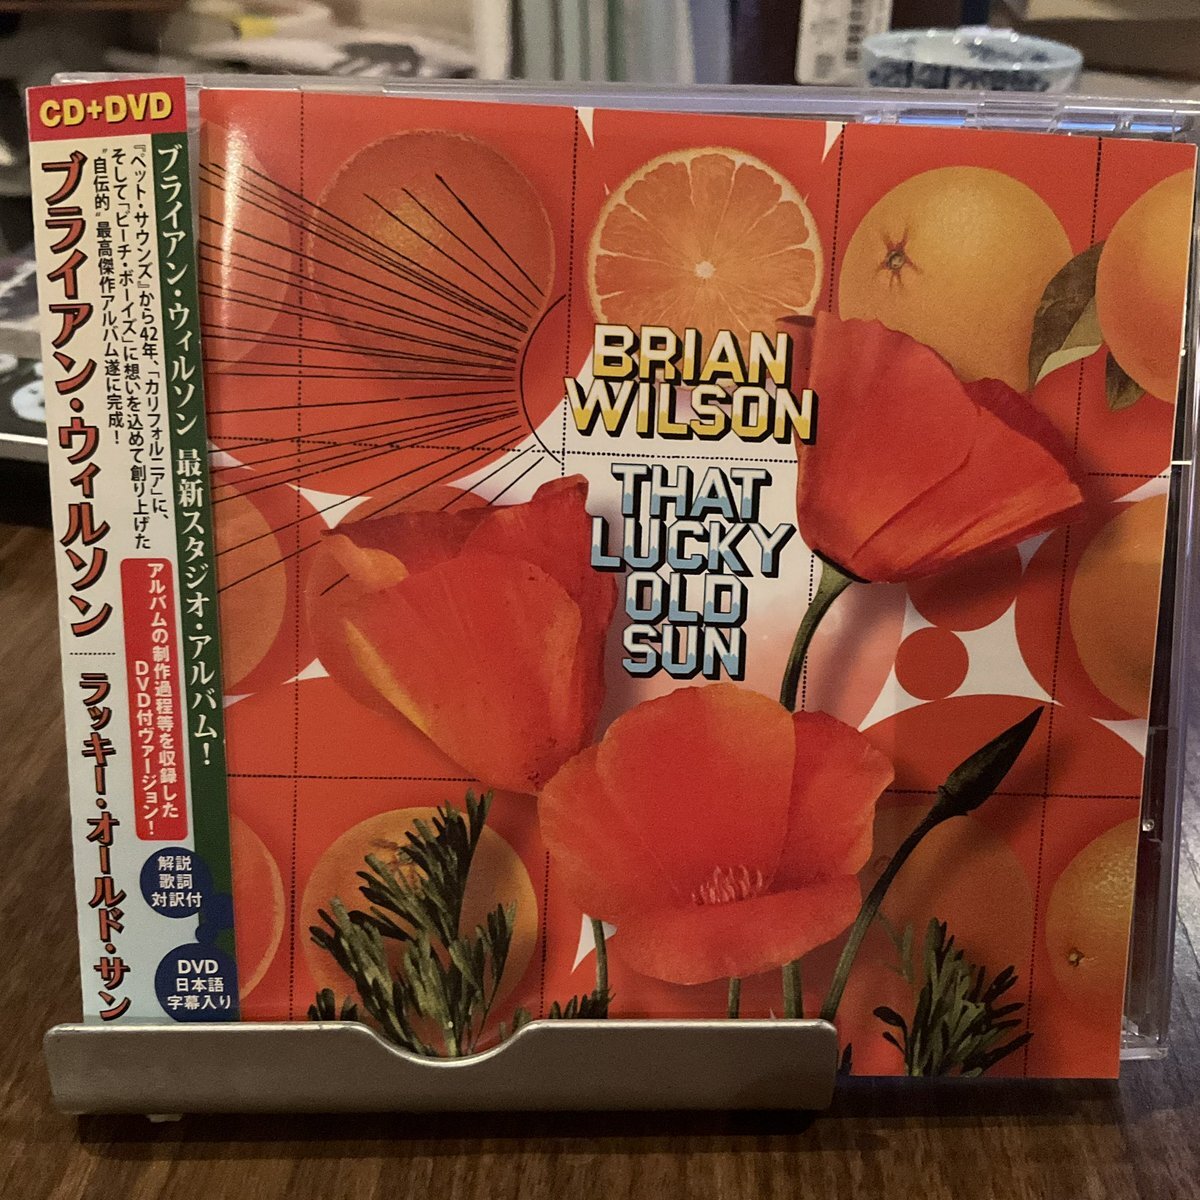 CD+DVD
ブライアン・ウィルソン 最新スタジオ・アルバム！
『ペット・サウンズ』から42年、「カリフォルニア」に、
そして「ビーチ・ボーイズ」に想いを込めて創り上げた
“自伝的”最高傑作アルバム遂に完成！
ブライアン・ウィルソン
ラッキー・オールド・サン
アルバムの制作過程等を収録した
DVD付ヴァージョン！
解説
歌詞
対訳付
DVD
日本語
字幕入り
BRIAN
WILSON
THAT
LUCKY
OLD
SUN